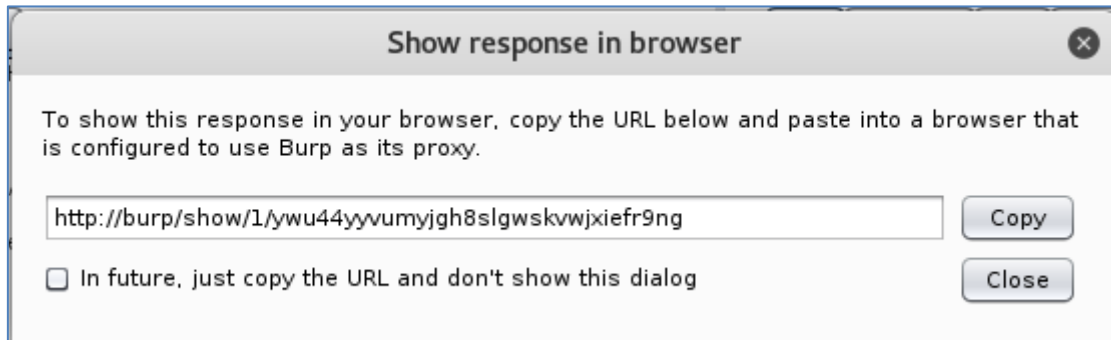 Show response in browser
To show this response in your browser, copy the URL below and paste into a browser that
is configured to use Burp as its proxy.
http://burp/show/1/ywu44yyvumyjgh8slgwskvwjxiefr9ng
Copy
In future, just copy the URL and don't show this dialog
Close